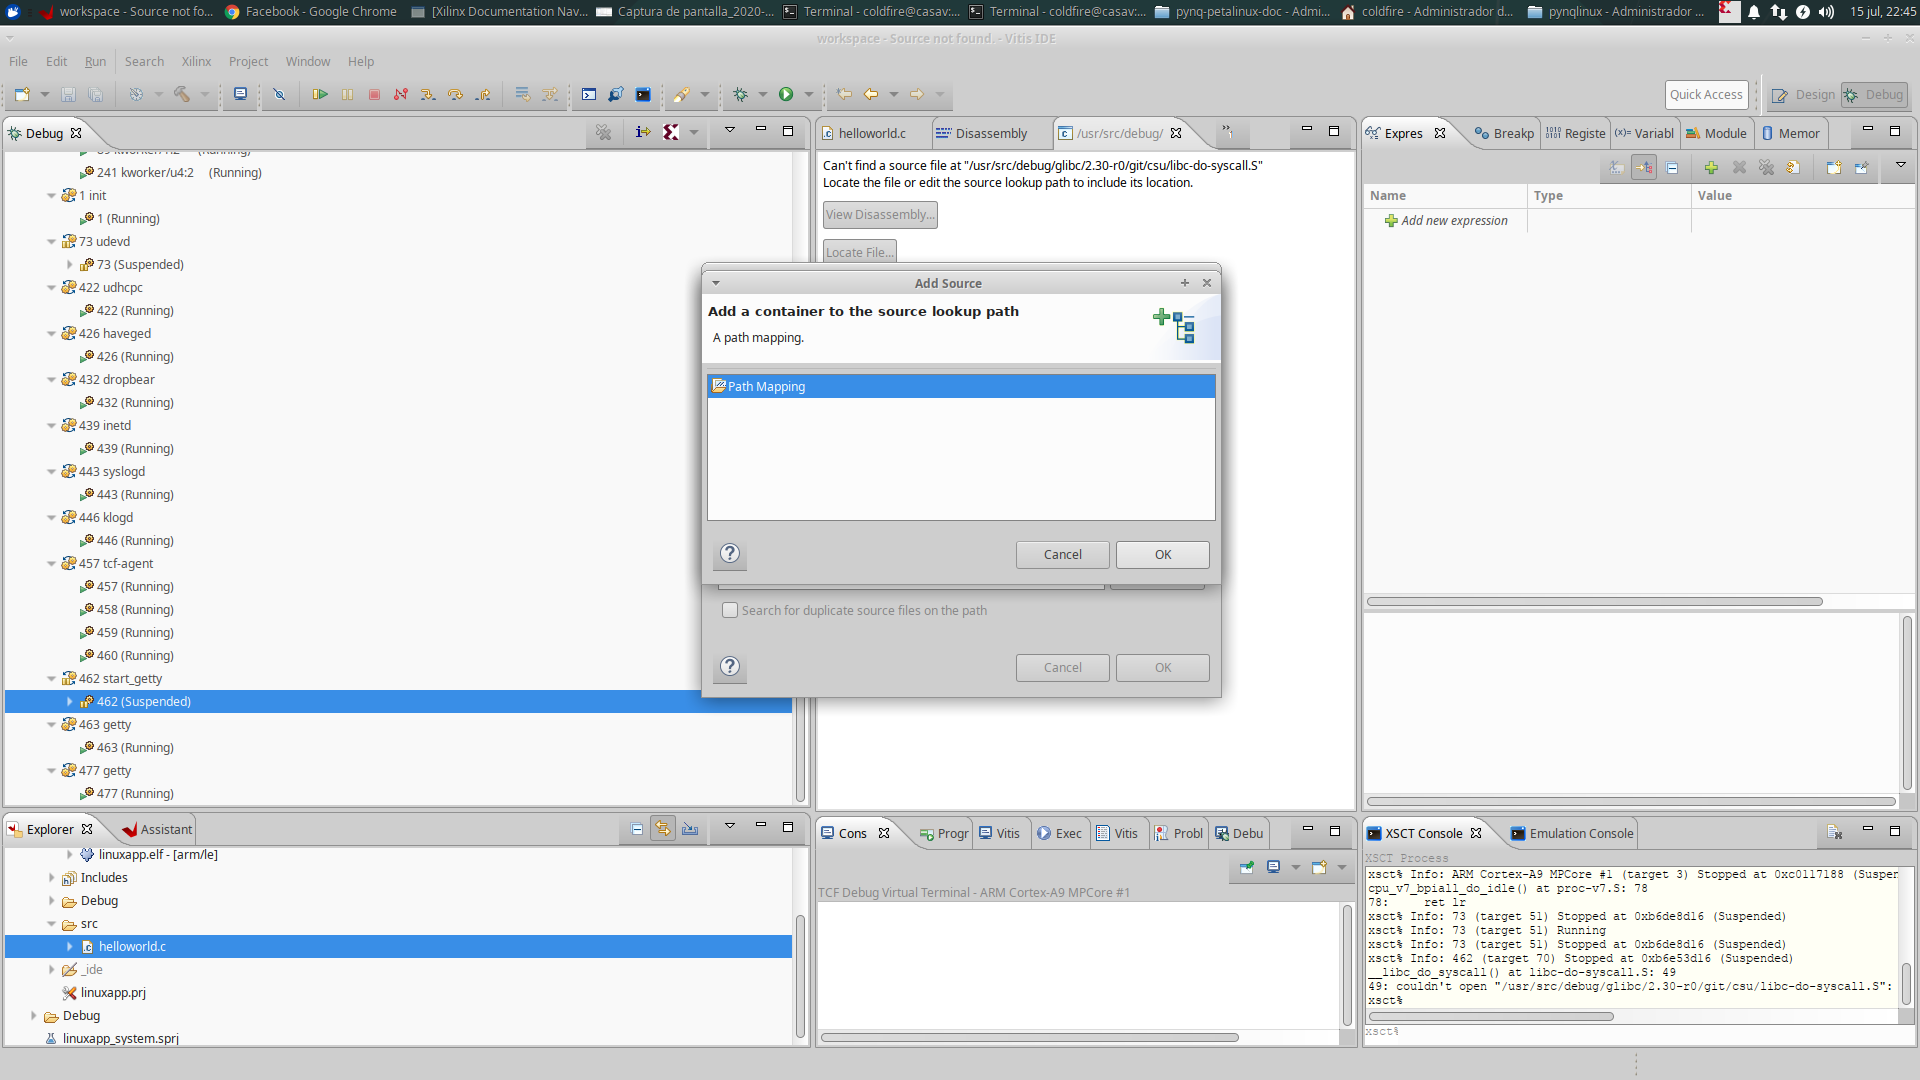 workspace - Source not fo...
Facebook - Google Chrome
[Xilinx Documentation Nav...
Captura de pantalla_2020-...
Terminal - coldfire@casav:...
Terminal - coldfire@casav:...
pynq-petalinux-doc - Admi...
coldfire - Administrador d...
pynqlinux - Administrador ...
15 jul, 22:45
workspace - Source not found. - Vitis IDE
File Edit Run Search Xilinx Project Window Help
Quick Access
Design
Debug
Debug
241 kworker/u4:2 (Running)
1 init
1 (Running)
73 udevd
73 (Suspended)
422 udhcpc
422 (Running)
426 haveged
426 (Running)
432 dropbear
432 (Running)
439 inetd
439 (Running)
443 syslogd
443 (Running)
446 klogd
446 (Running)
457 tcf-agent
457 (Running)
458 (Running)
459 (Running)
460 (Running)
462 start_getty
462 (Suspended)
463 getty
463 (Running)
477 getty
477 (Running)
helloworld.c
Disassembly
/usr/src/debug/
Can't find a source file at "/usr/src/debug/glibc/2.30-r0/git/csu/libc-do-syscall.S"
Locate the file or edit the source lookup path to include its location.
View Disassembly...
Locate File...
Add Source
Add a container to the source lookup path
A path mapping.
Path Mapping
Cancel
OK
Search for duplicate source files on the path
Cancel
OK
Expres
Breakp
Registe
Variabl
Module
Memor
Name Type Value
Add new expression
Explorer
Assistant
linuxapp.elf - [arm/le]
Includes
Debug
src
helloworld.c
_ide
linuxapp.prj
Debug
linuxapp_system.sprj
Cons
Progr
Vitis
Exec
Vitis
Probl
Debu
TCF Debug Virtual Terminal - ARM Cortex-A9 MPCore #1
XSCT Console
Emulation Console
XSCT Process
xsct% Info: ARM Cortex-A9 MPCore #1 (target 3) Stopped at 0xc0117188 (Suspen
cpu_v7_bpiall_do_idle() at proc-v7.S: 78
78: ret lr
xsct% Info: 73 (target 51) Stopped at 0xb6de8d16 (Suspended)
xsct% Info: 73 (target 51) Running
xsct% Info: 73 (target 51) Stopped at 0xb6de8d16 (Suspended)
xsct% Info: 462 (target 70) Stopped at 0xb6e53d16 (Suspended)
__libc_do_syscall() at libc-do-syscall.S: 49
49: couldn't open "/usr/src/debug/glibc/2.30-r0/git/csu/libc-do-syscall.S":
xsct%
xsct%